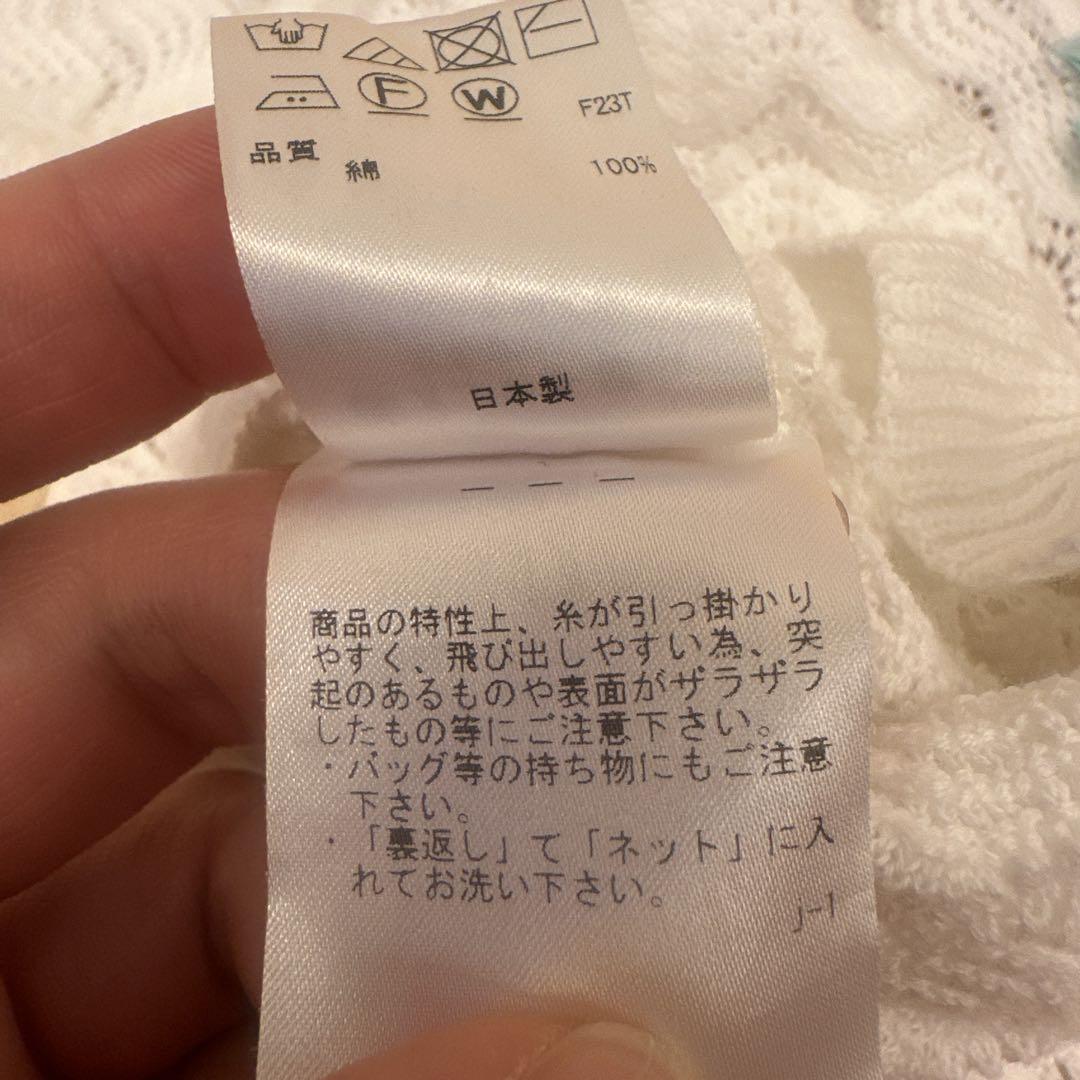 F W F23T
品質
綿 100%
日本製
商品の特性上、糸が引っ掛かり
やすく、飛び出しやすい為、突
起のあるものや表面がザラザラ
したもの等にご注意下さい。
・バッグ等の持ち物にもご注意
下さい。
・「裏返し」て「ネット」に入
れてお洗い下さい。
j-1